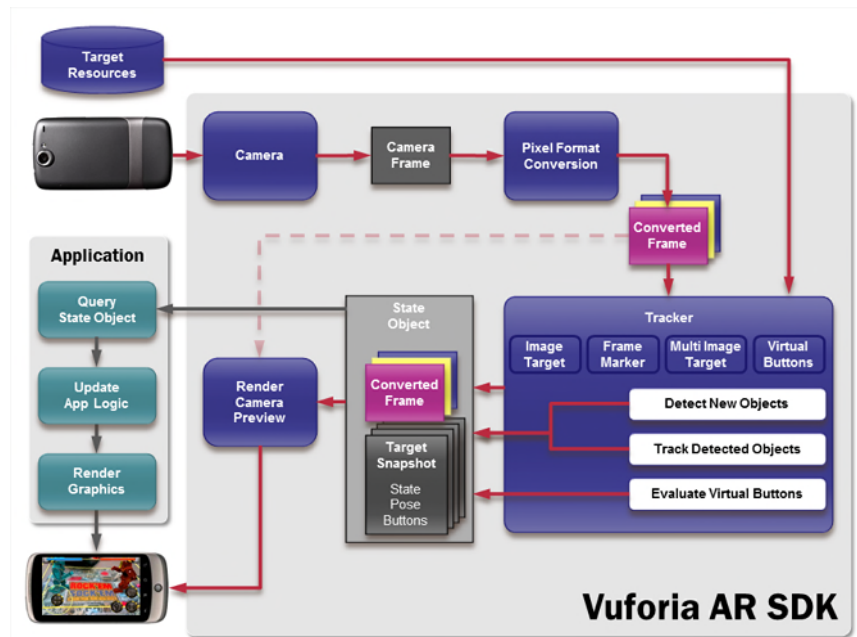 Target
Resources
Camera
Camera
Frame
Pixel Format
Conversion
Converted
Frame
Application
Query
State Object
Update
App Logic
Render
Graphics
State
Object
Converted
Frame
Target
Snapshot
State
Pose
Buttons
Render
Camera
Preview
Tracker
Image
Target
Frame
Marker
Multi Image
Target
Virtual
Buttons
Detect New Objects
Track Detected Objects
Evaluate Virtual Buttons
Vuforia AR SDK